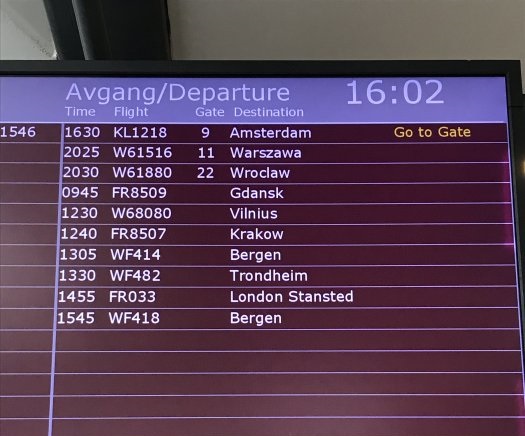 Avgang/Departure 16:02
Time Flight Gate Destination
1546 1630 KL1218 9 Amsterdam Go to Gate
2025 W61516 11 Warszawa
2030 W61880 22 Wroclaw
0945 FR8509 Gdansk
1230 W68080 Vilnius
1240 FR8507 Krakow
1305 WF414 Bergen
1330 WF482 Trondheim
1455 FR033 London Stansted
1545 WF418 Bergen